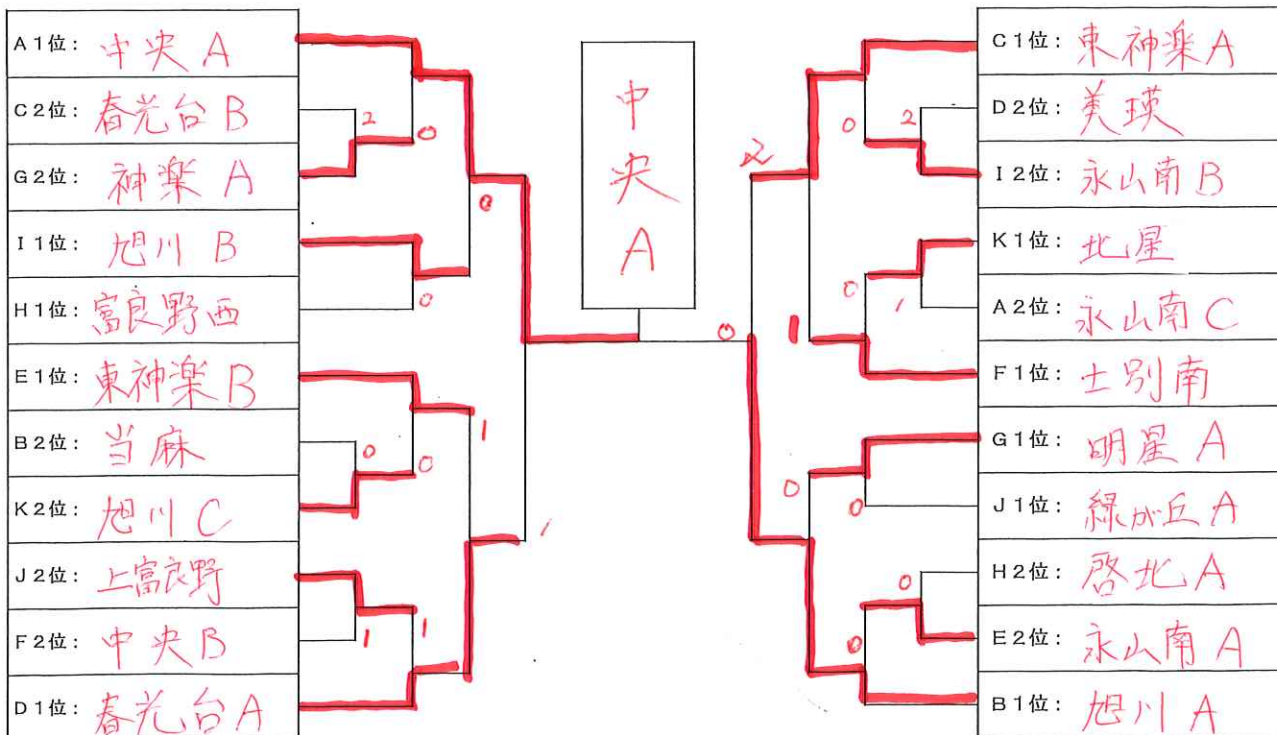 A1位：中央 A
C2位：春光台 B
2
0
G2位：神楽 A
0
I1位：旭川 B
0
H1位：富良野西
E1位：東神楽 B
1
B2位：当麻
0
0
K2位：旭川 C
1
J2位：上富良野
1
1
F2位：中央 B
D1位：春光台 A
中央A
C1位：東神楽 A
D2位：美瑛
0
2
2
I2位：永山南 B
K1位：北星
0
1
A2位：永山南 C
0
1
F1位：士別南
G1位：明星 A
0
0
J1位：緑が丘 A
H2位：啓北 A
0
0
E2位：永山南 A
B1位：旭川 A